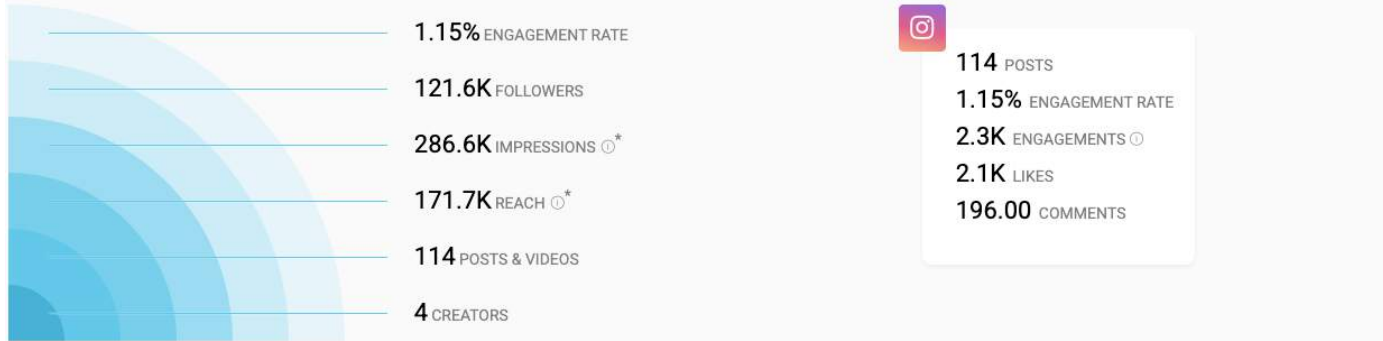 1.15% ENGAGEMENT RATE
121.6K FOLLOWERS
286.6K IMPRESSIONS ⓘ*
171.7K REACH ⓘ*
114 POSTS & VIDEOS
4 CREATORS
114 POSTS
1.15% ENGAGEMENT RATE
2.3K ENGAGEMENTS ⓘ
2.1K LIKES
196.00 COMMENTS